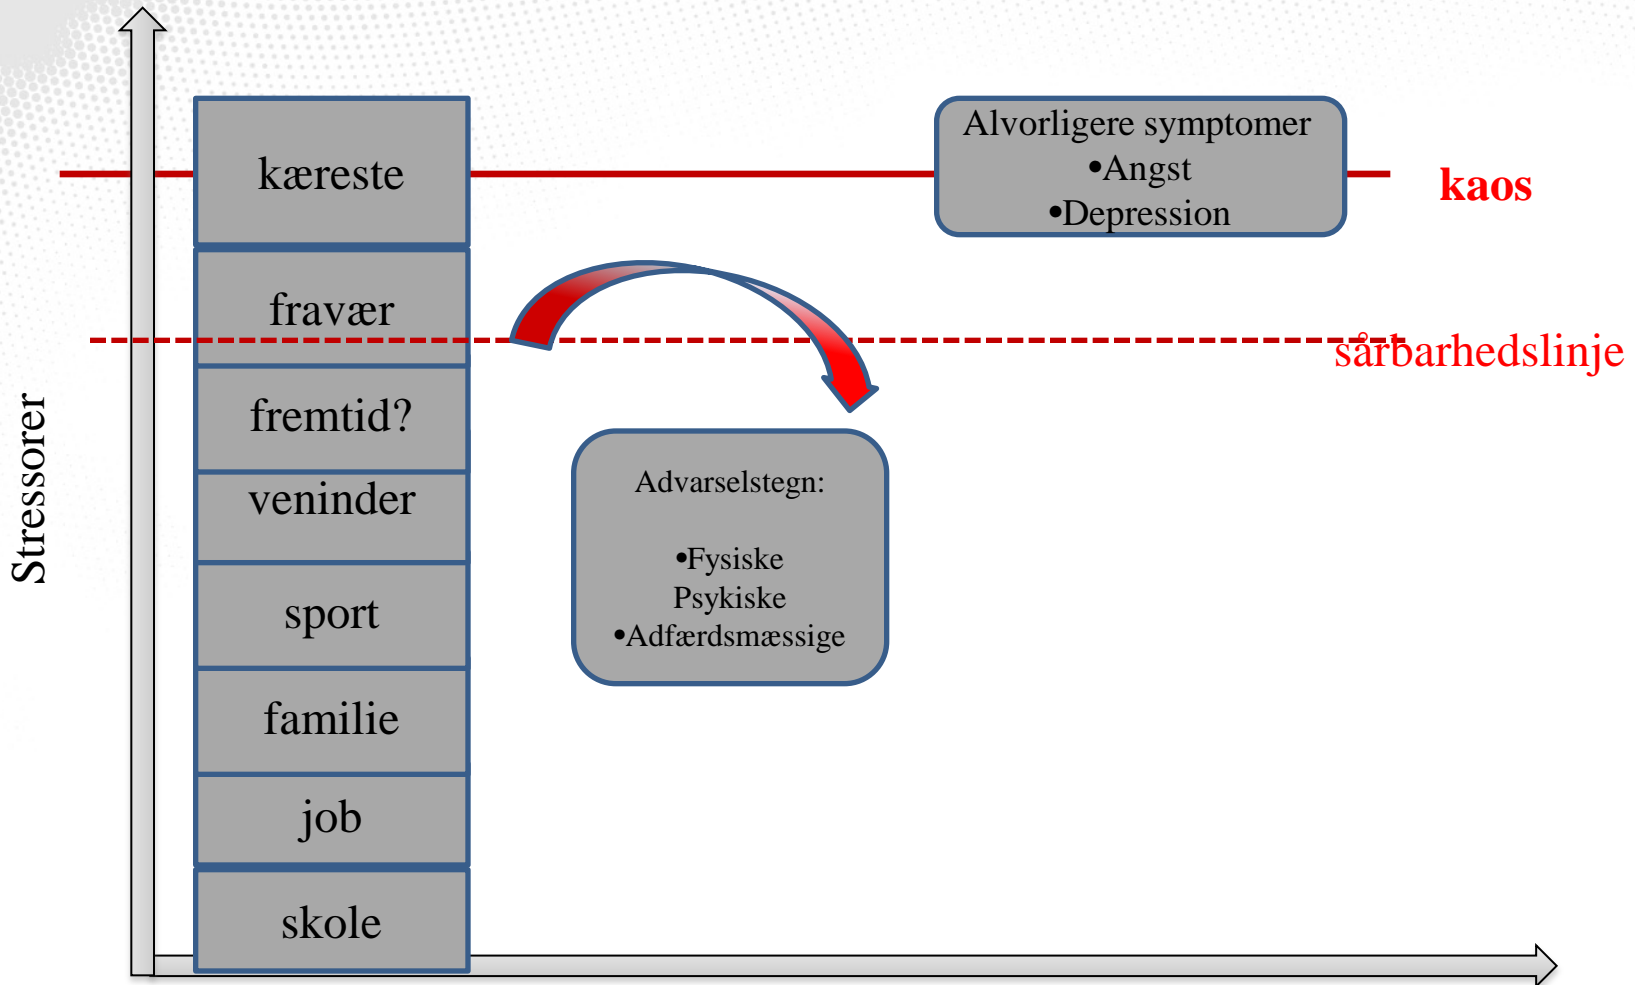 Stressorer
kæreste
fravær
fremtid?
veninder
sport
familie
job
skole
Alvorligere symptomer
•Angst
•Depression
kaos
sårbarhedslinje
Advarselstegn:
•Fysiske
Psykiske
•Adfærdsmæssige